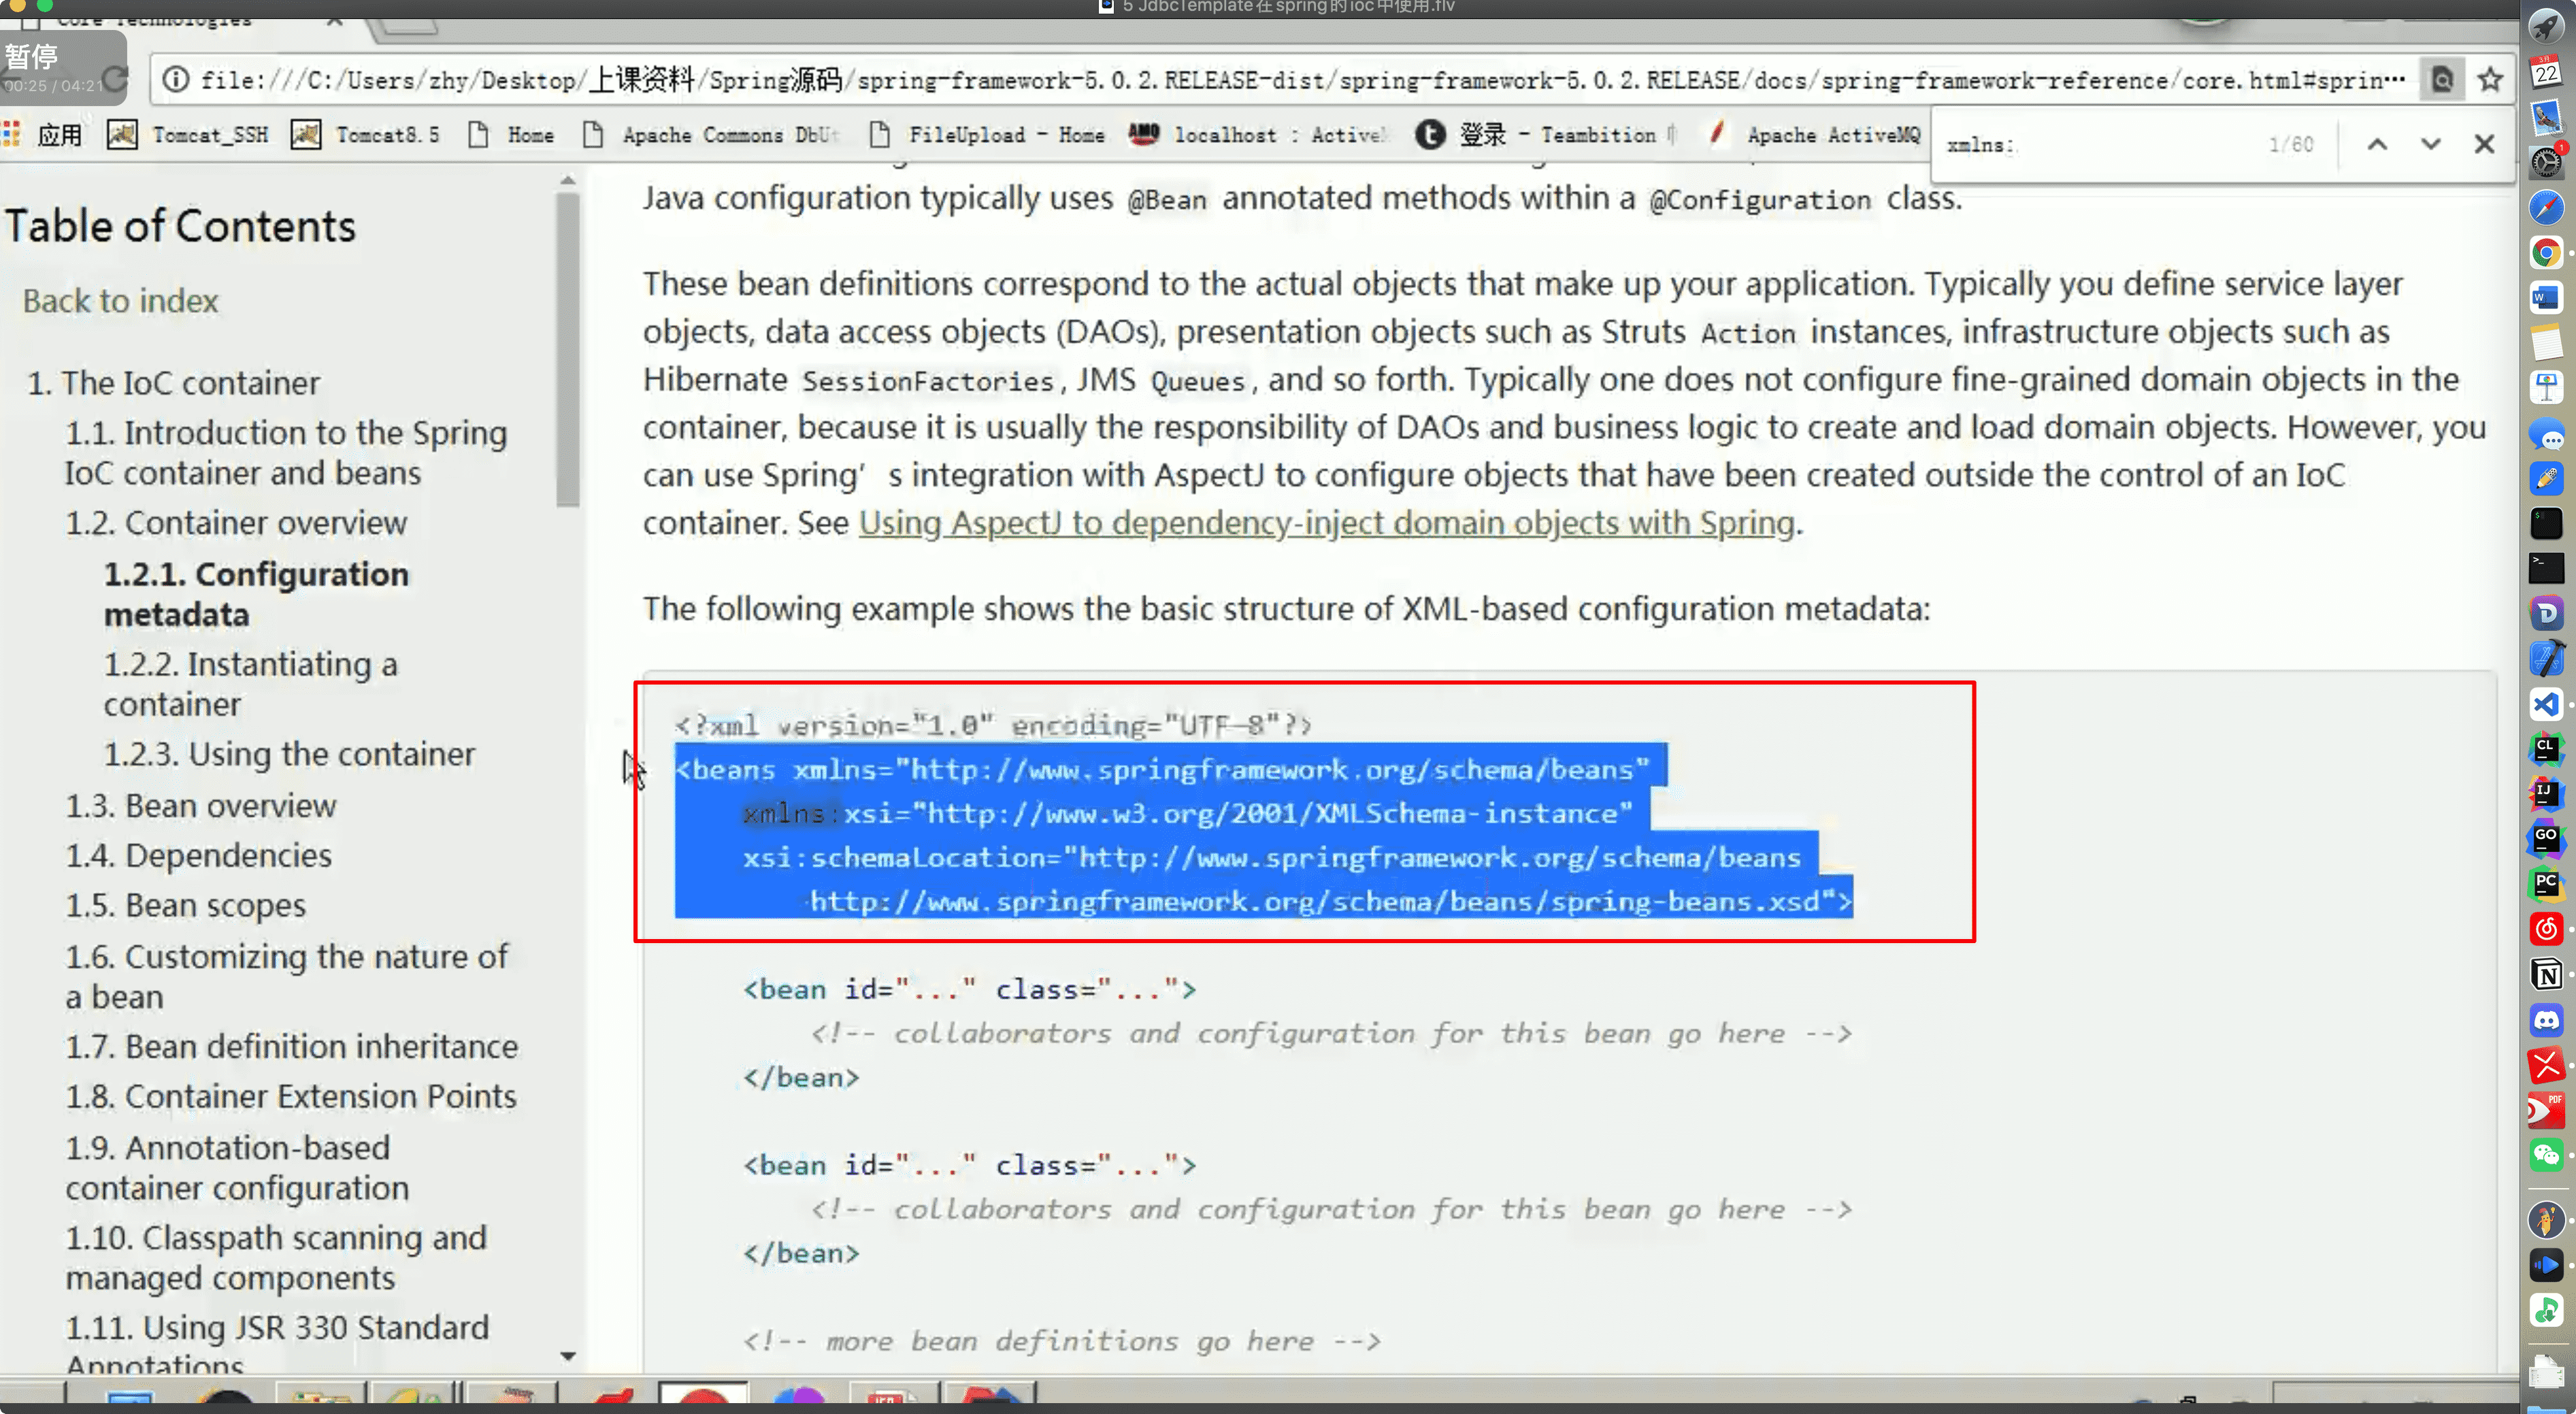 5 JdbcTemplate在spring的ioc中使用.flv
Core Technologies
暂停
00:25 / 04:21
file:///C:/Users/zhy/Desktop/上课资料/Spring源码/spring-framework-5.0.2.RELEASE-dist/spring-framework-5.0.2.RELEASE/docs/spring-framework-reference/core.html#sprin…
应用 Tomcat_SSH Tomcat8.5 Home Apache Commons DbUt FileUpload - Home localhost : Active 登录 - Teambition Apache ActiveMQ
xmlns: 1/60
Table of Contents
Back to index
1. The IoC container
1.1. Introduction to the Spring
IoC container and beans
1.2. Container overview
1.2.1. Configuration
metadata
1.2.2. Instantiating a
container
1.2.3. Using the container
1.3. Bean overview
1.4. Dependencies
1.5. Bean scopes
1.6. Customizing the nature of
a bean
1.7. Bean definition inheritance
1.8. Container Extension Points
1.9. Annotation-based
container configuration
1.10. Classpath scanning and
managed components
1.11. Using JSR 330 Standard
Annotations
Java configuration typically uses @Bean annotated methods within a @Configuration class.
These bean definitions correspond to the actual objects that make up your application. Typically you define service layer
objects, data access objects (DAOs), presentation objects such as Struts Action instances, infrastructure objects such as
Hibernate SessionFactories, JMS Queues, and so forth. Typically one does not configure fine-grained domain objects in the
container, because it is usually the responsibility of DAOs and business logic to create and load domain objects. However, you
can use Spring’s integration with AspectJ to configure objects that have been created outside the control of an IoC
container. See Using AspectJ to dependency-inject domain objects with Spring.
The following example shows the basic structure of XML-based configuration metadata:
<?xml version="1.0" encoding="UTF-8"?>
<beans xmlns="http://www.springframework.org/schema/beans"
xmlns:xsi="http://www.w3.org/2001/XMLSchema-instance"
xsi:schemaLocation="http://www.springframework.org/schema/beans
http://www.springframework.org/schema/beans/spring-beans.xsd">
<bean id="..." class="...">
<!-- collaborators and configuration for this bean go here -->
</bean>
<bean id="..." class="...">
<!-- collaborators and configuration for this bean go here -->
</bean>
<!-- more bean definitions go here -->
22
1
W
CL
IJ
GO
PC
PDF